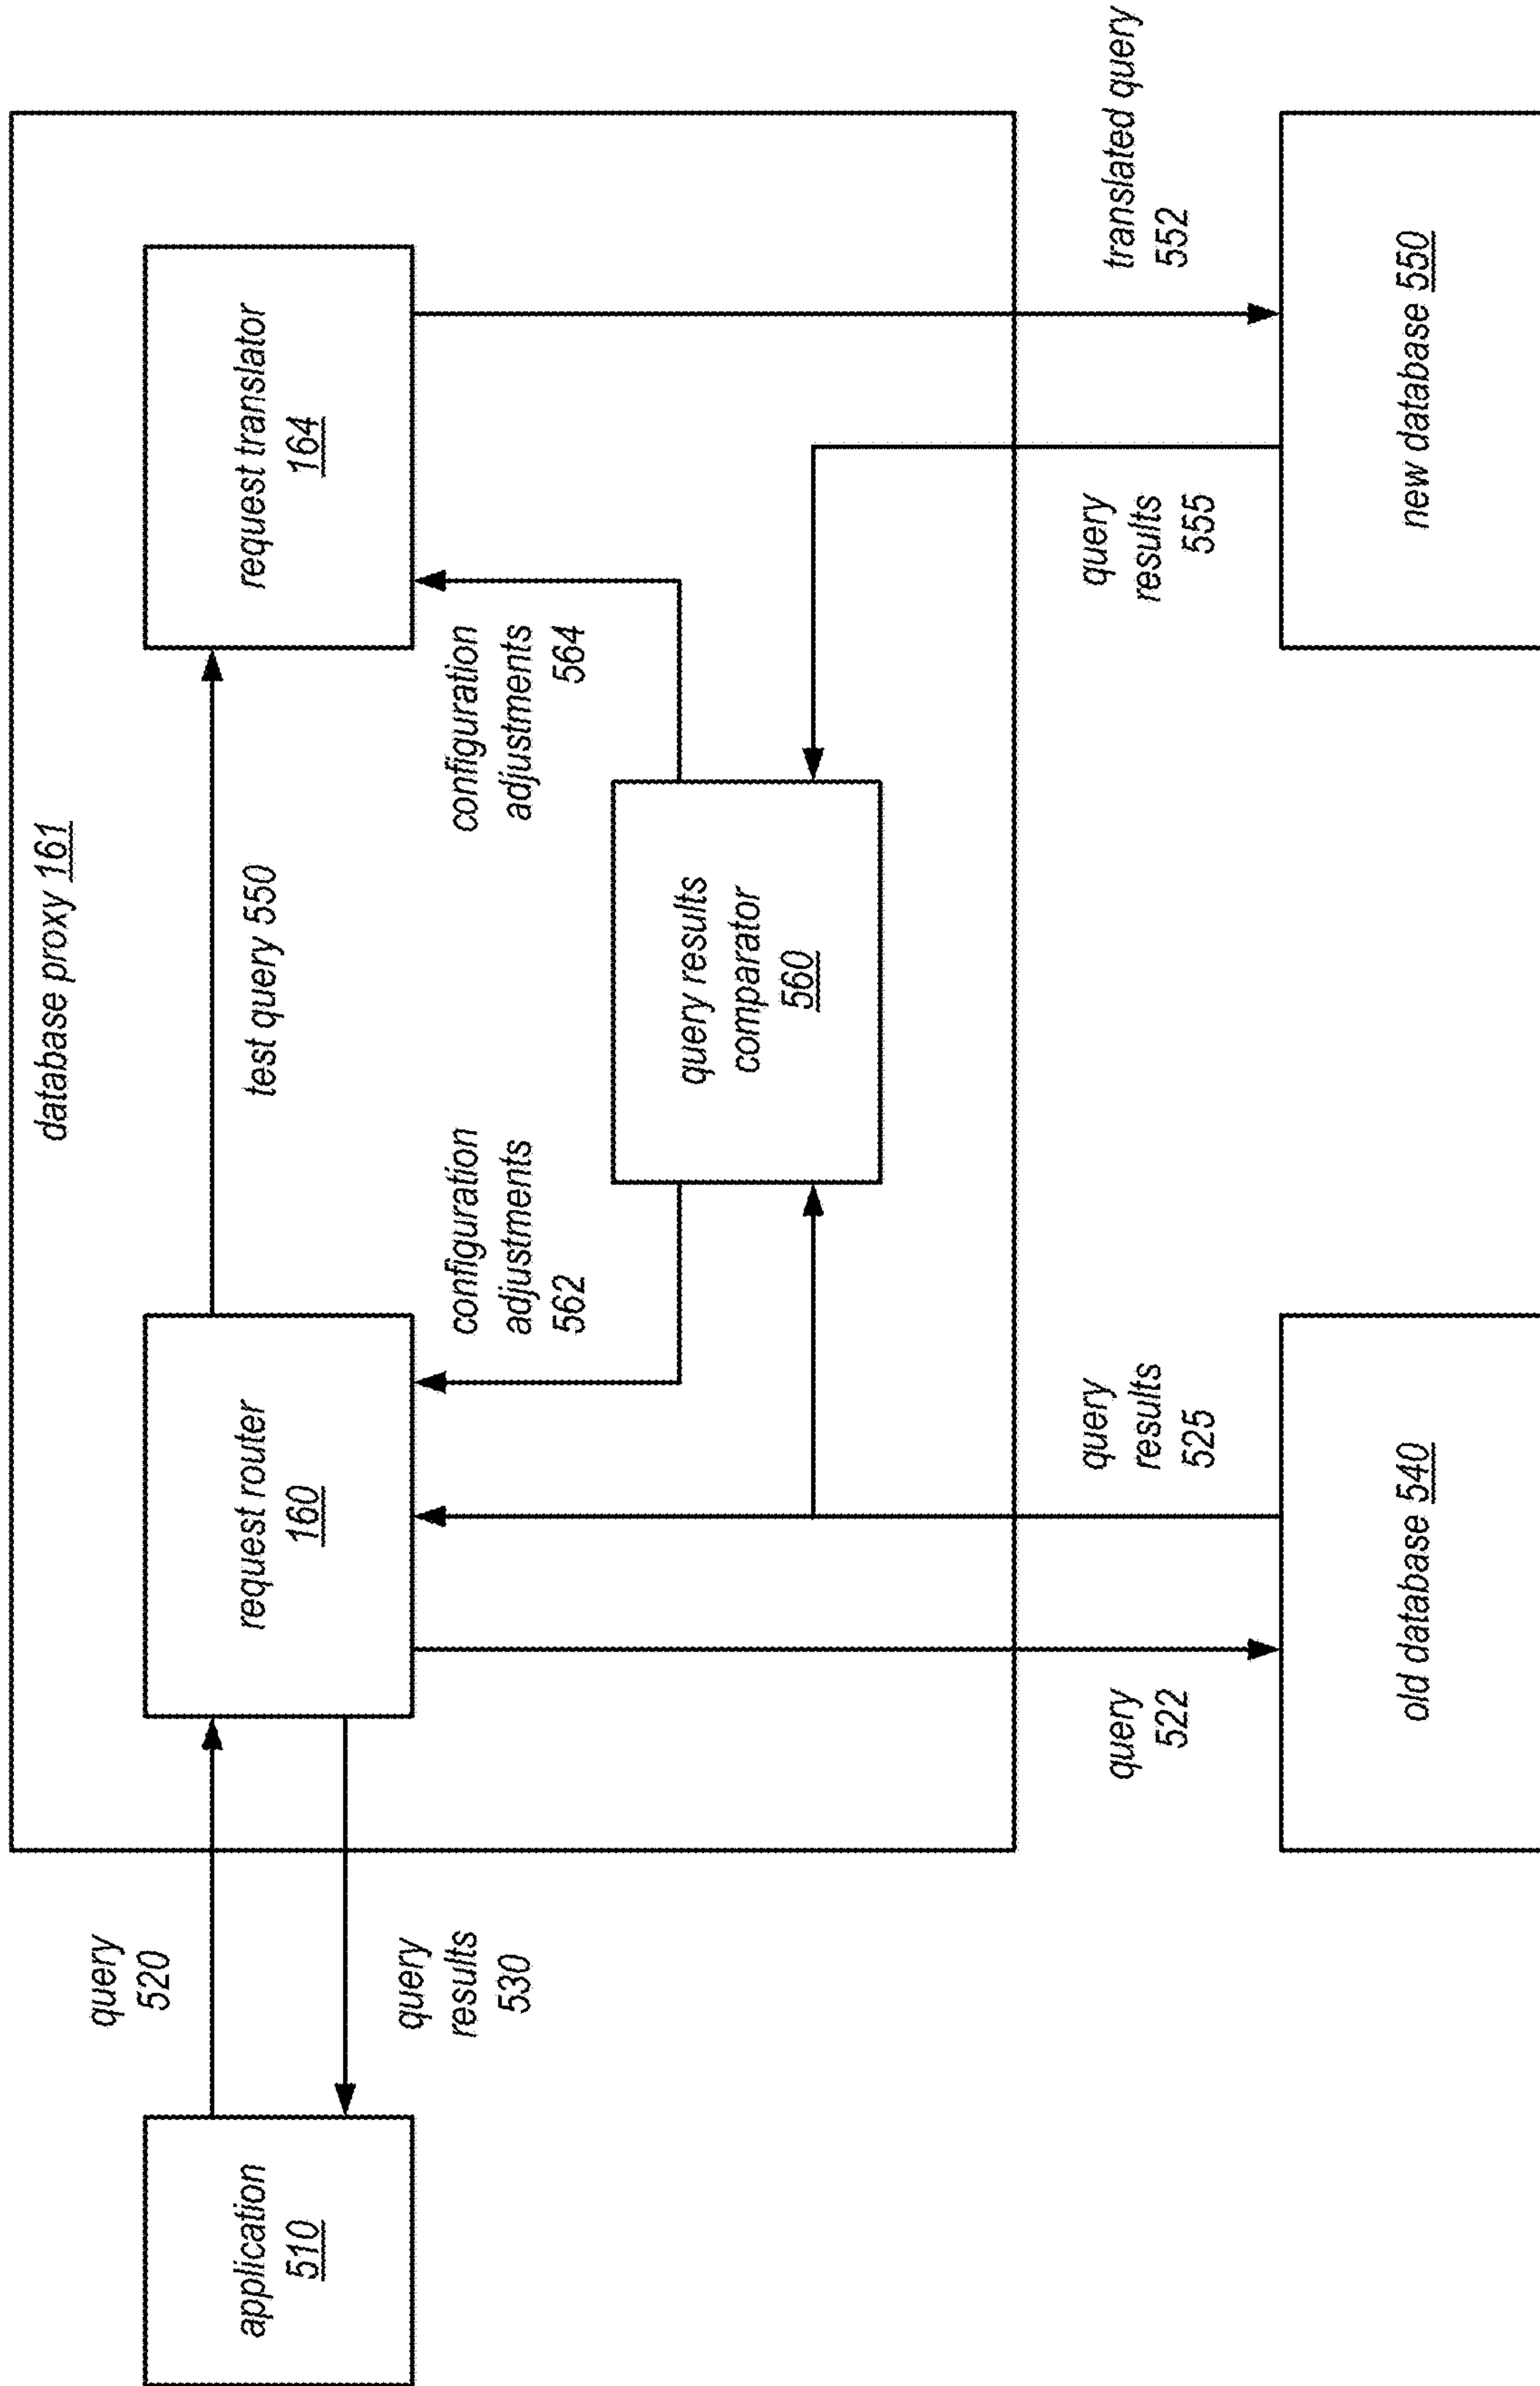 database proxy 161
application
510
query
520
query
results
530
request router
160
test query 550
request translator
164
configuration
adjustments
562
configuration
adjustments
564
query results
comparator
560
query
522
query
results
525
query
results
555
translated query
552
old database 540
new database 550